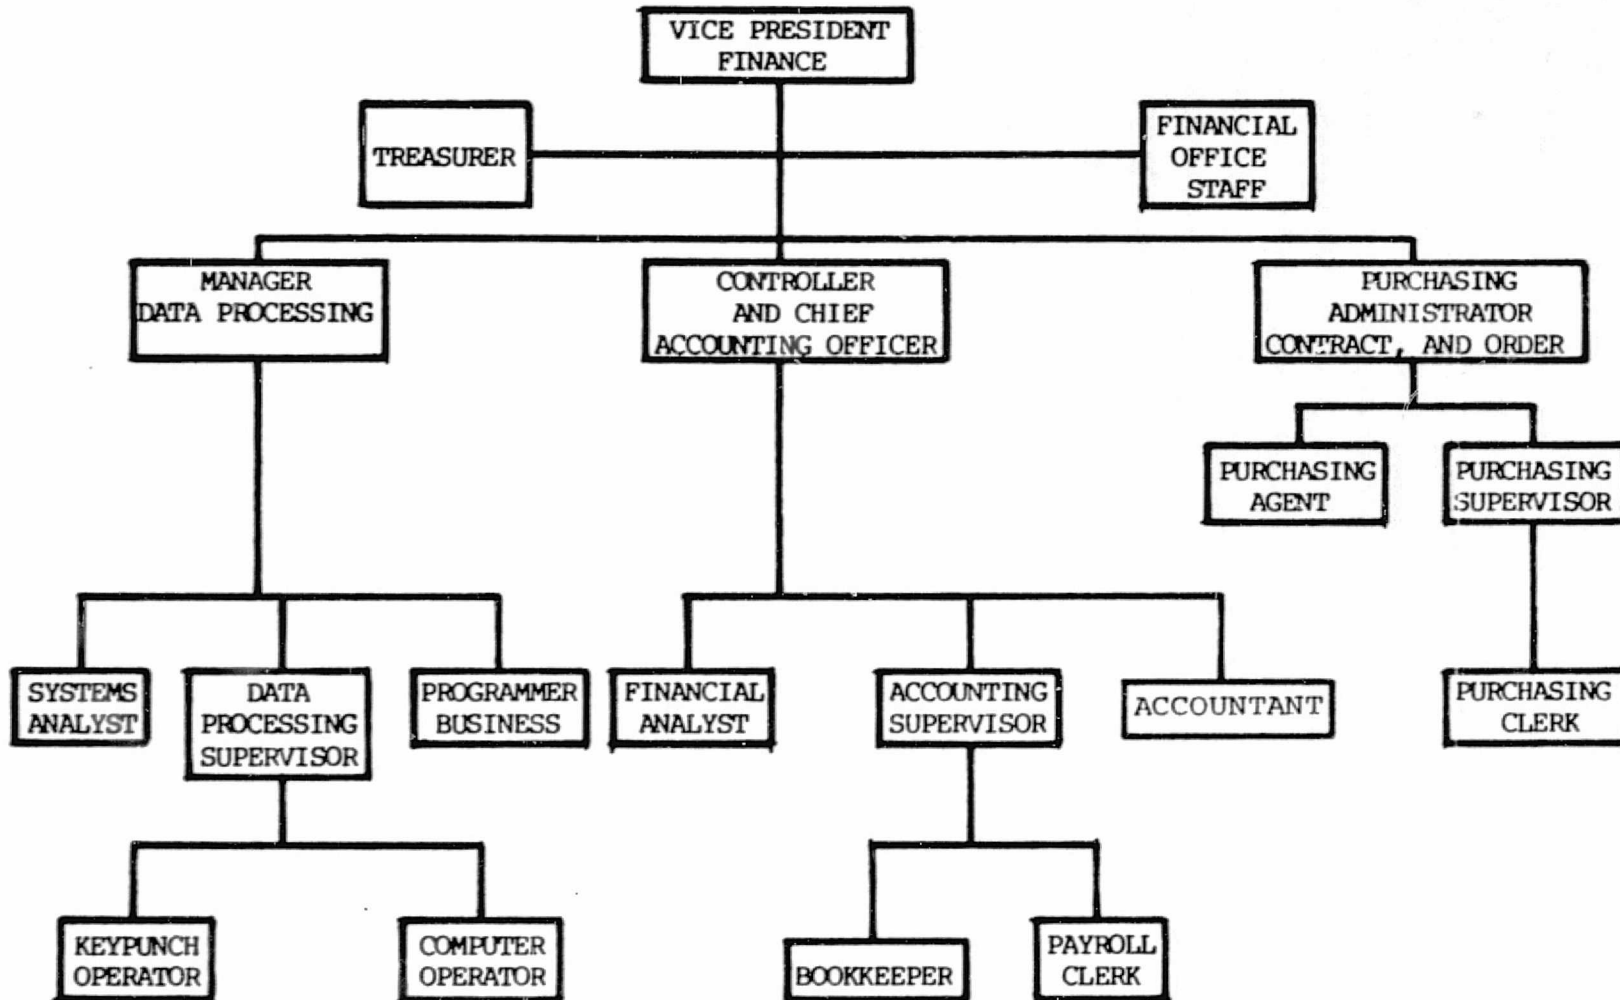 VICE PRESIDENT
FINANCE
TREASURER
FINANCIAL
OFFICE
STAFF
MANAGER
DATA PROCESSING
CONTROLLER
AND CHIEF
ACCOUNTING OFFICER
PURCHASING
ADMINISTRATOR
CONTRACT, AND ORDER
PURCHASING
AGENT
PURCHASING
SUPERVISOR
SYSTEMS
ANALYST
DATA
PROCESSING
SUPERVISOR
PROGRAMMER
BUSINESS
FINANCIAL
ANALYST
ACCOUNTING
SUPERVISOR
ACCOUNTANT
PURCHASING
CLERK
KEYPUNCH
OPERATOR
COMPUTER
OPERATOR
BOOKKEEPER
PAYROLL
CLERK